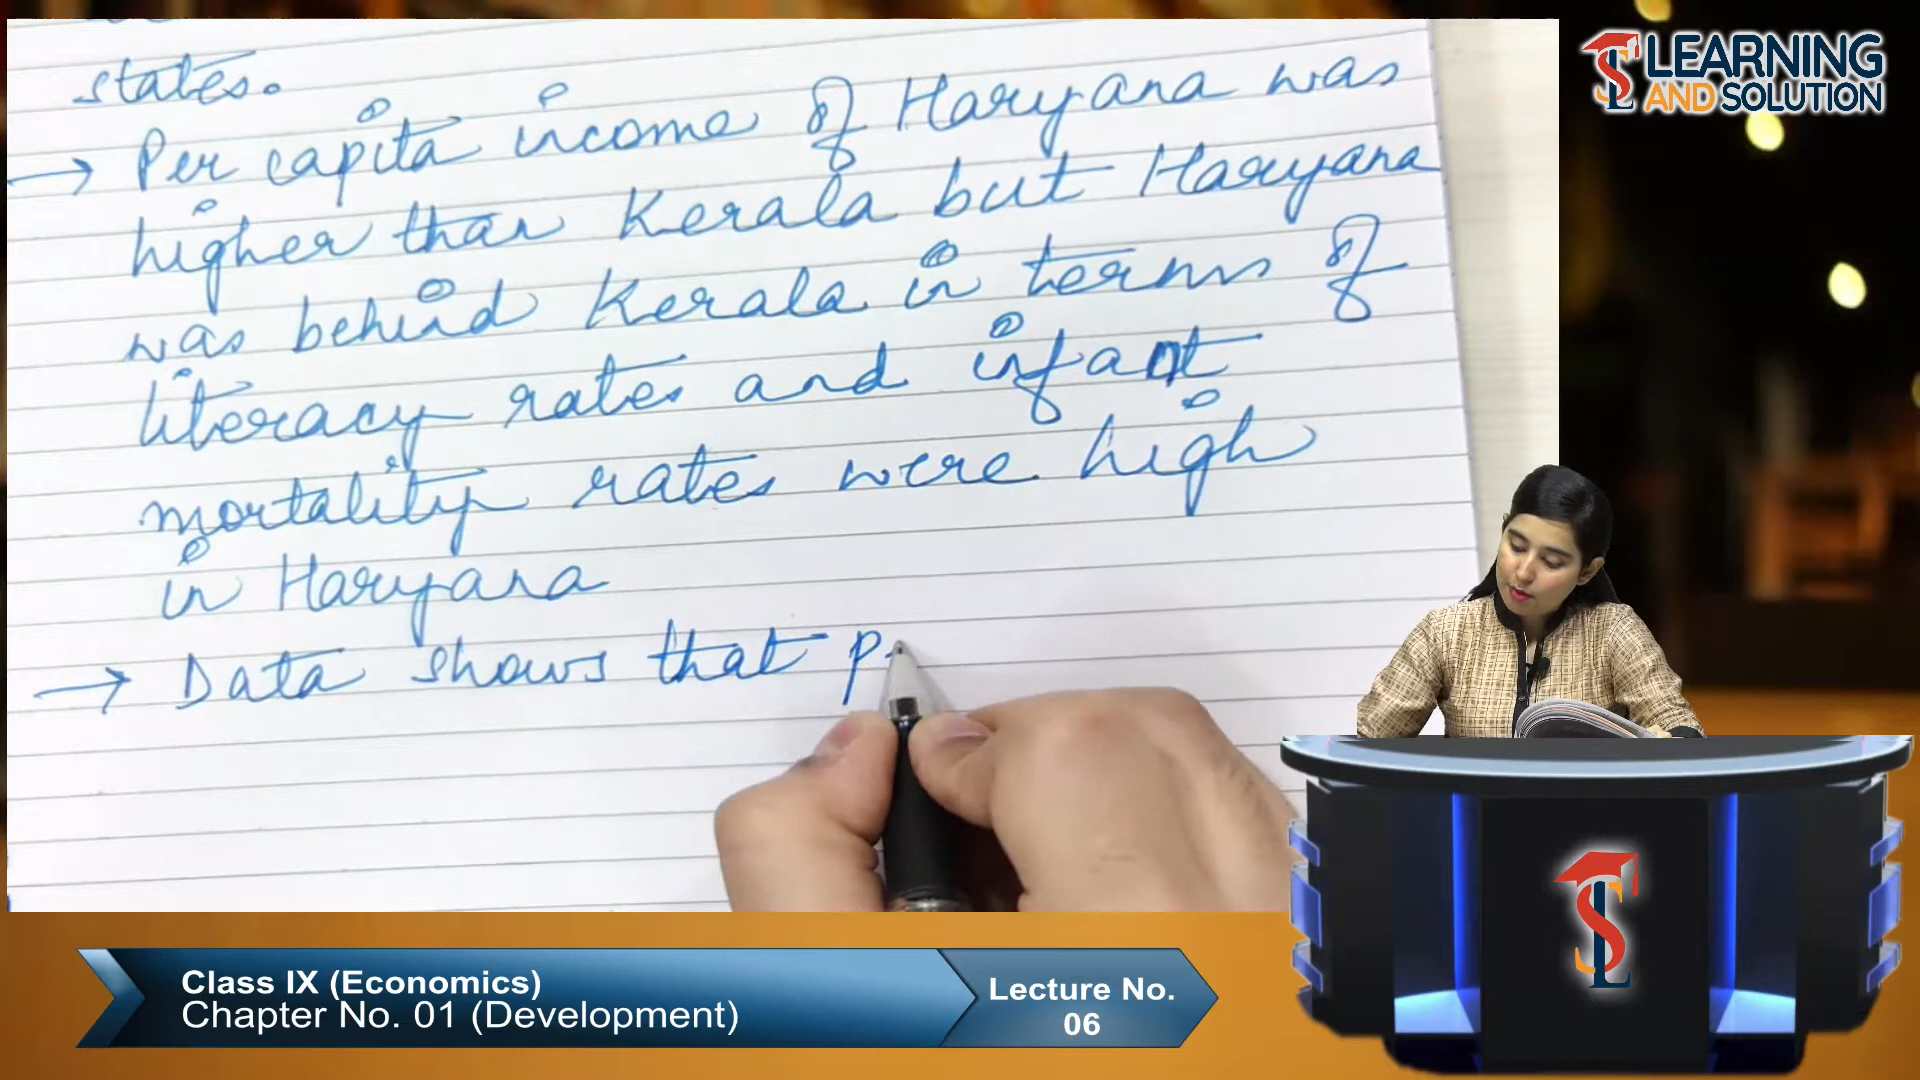 states.
→ Per capita income of Haryana was
higher than Kerala but Haryana
was behind Kerala in terms of
literacy rates and infant
mortality rates were high
in Haryana
→ Data shows that p
LEARNING
AND SOLUTION
SL
Class IX (Economics)
Chapter No. 01 (Development)
Lecture No.
06